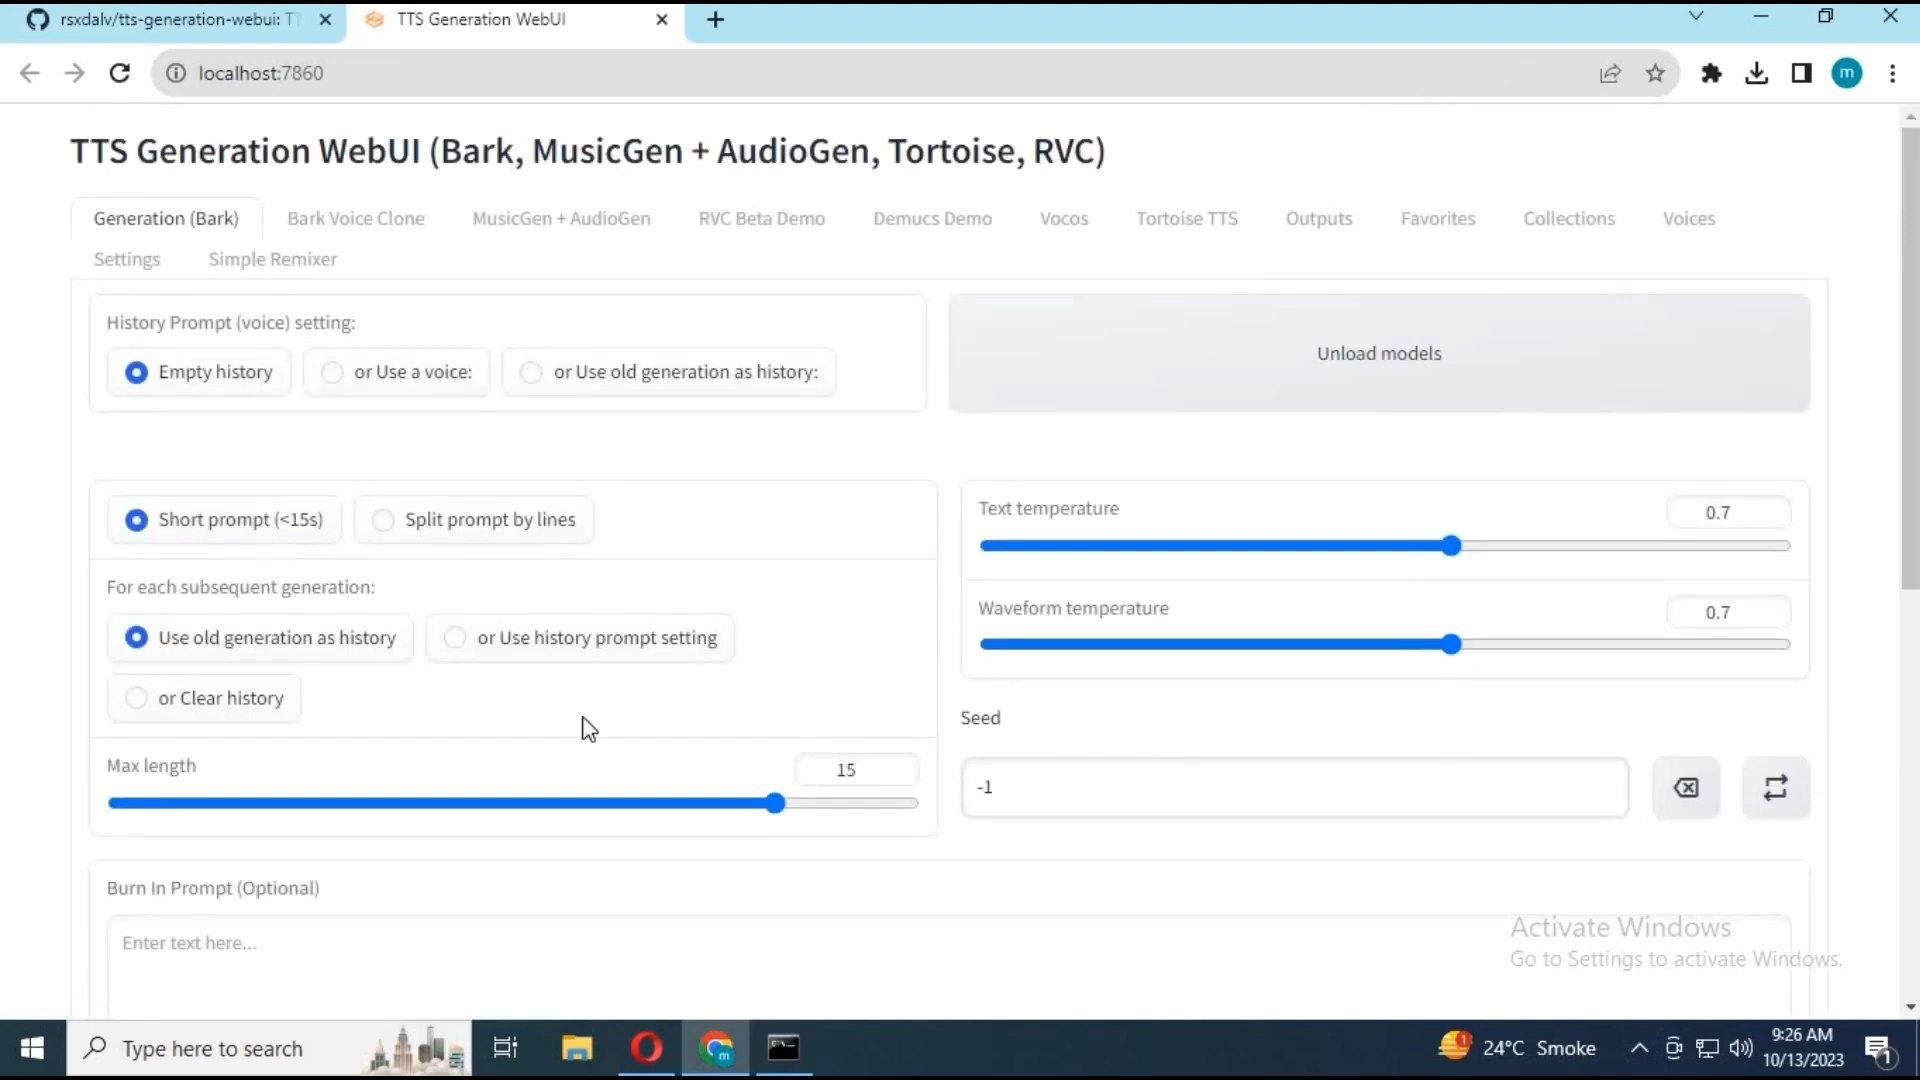 rsxdalv/tts-generation-webui: TT
TTS Generation WebUI
localhost:7860
m
TTS Generation WebUI (Bark, MusicGen + AudioGen, Tortoise, RVC)
Generation (Bark) Bark Voice Clone MusicGen + AudioGen RVC Beta Demo Demucs Demo Vocos Tortoise TTS Outputs Favorites Collections Voices
Settings Simple Remixer
History Prompt (voice) setting:
Empty history or Use a voice: or Use old generation as history:
Unload models
Short prompt (<15s) Split prompt by lines
For each subsequent generation:
Use old generation as history or Use history prompt setting
or Clear history
Max length 15
Text temperature 0.7
Waveform temperature 0.7
Seed
-1
Burn In Prompt (Optional)
Enter text here...
Activate Windows
Go to Settings to activate Windows.
Type here to search
m
1
24°C Smoke
9:26 AM
10/13/2023
1